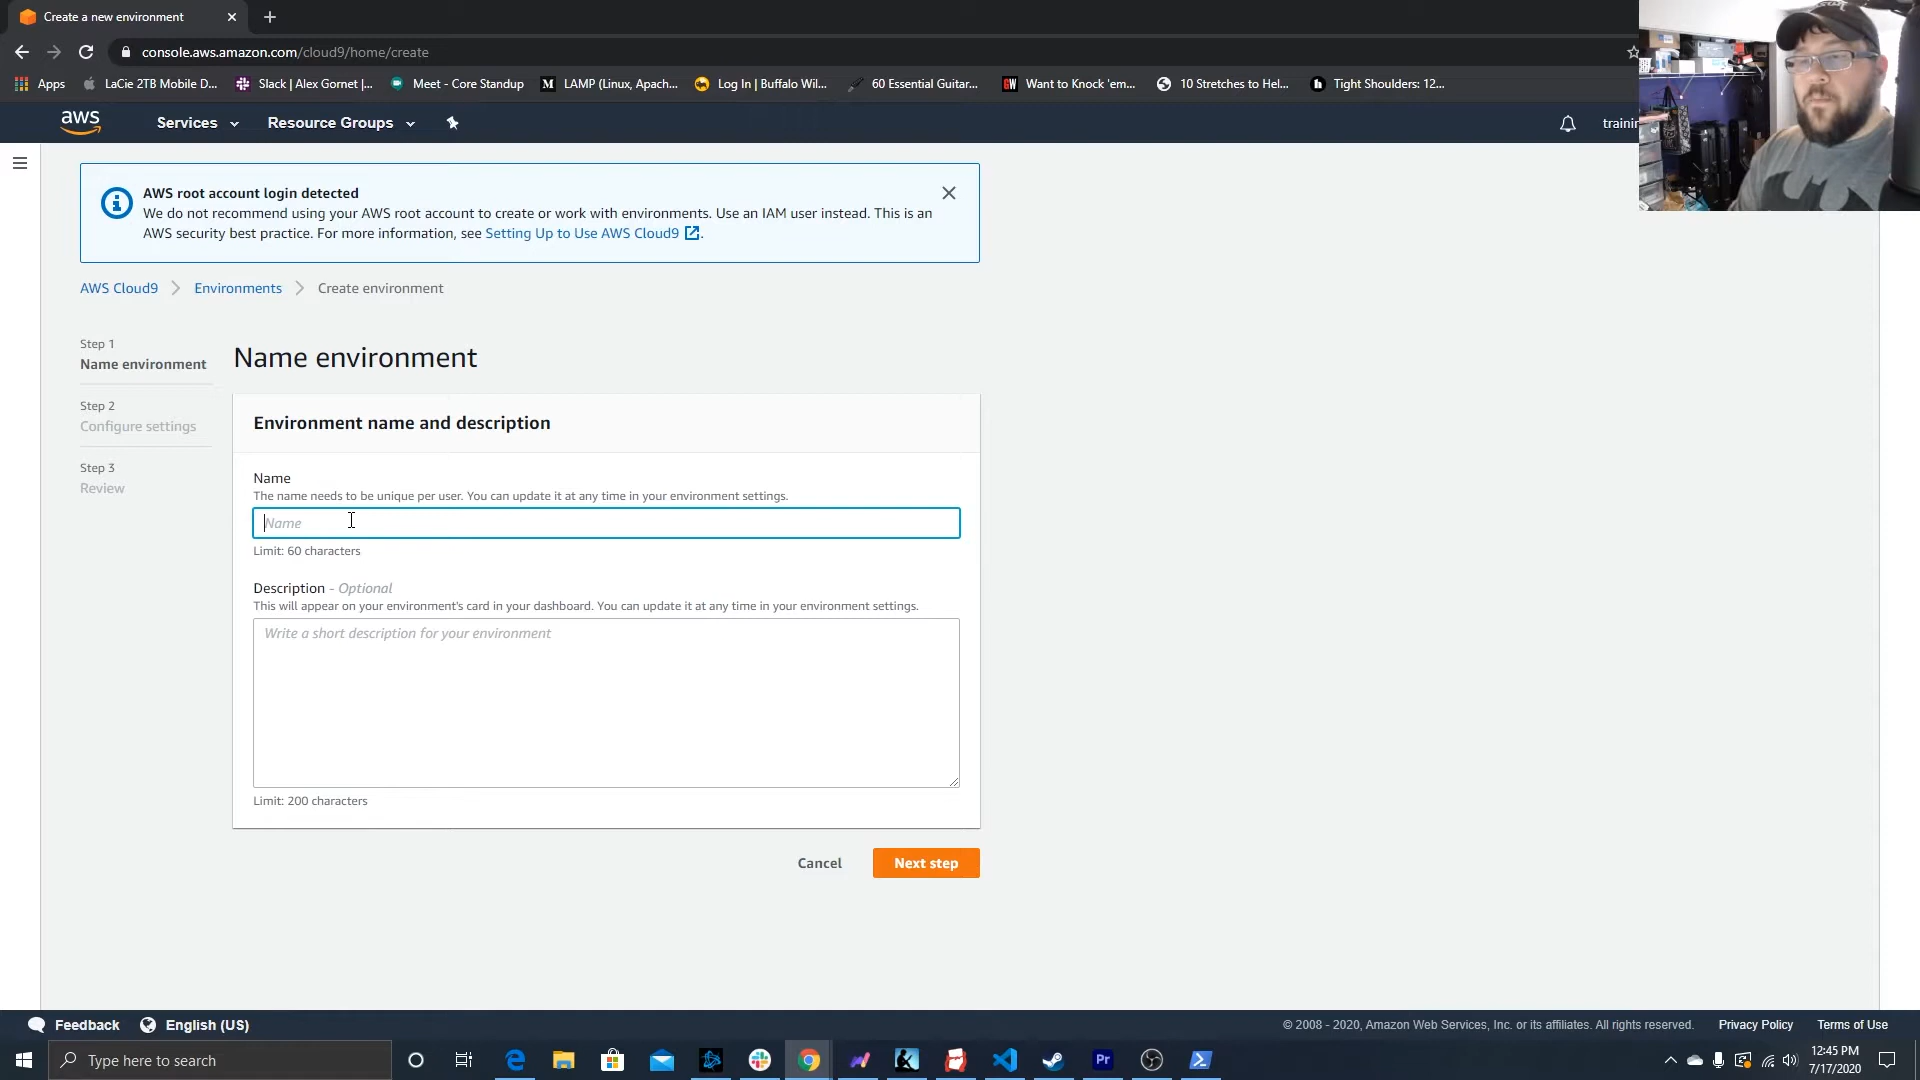 Create a new environment
console.aws.amazon.com/cloud9/home/create
Apps
LaCie 2TB Mobile D...
Slack | Alex Gornet |...
Meet - Core Standup
LAMP (Linux, Apach...
Log In | Buffalo Wil...
60 Essential Guitar...
Want to Knock 'em...
10 Stretches to Hel...
Tight Shoulders: 12...
aws
Services
Resource Groups
AWS root account login detected
We do not recommend using your AWS root account to create or work with environments. Use an IAM user instead. This is an
AWS security best practice. For more information, see Setting Up to Use AWS Cloud9.
AWS Cloud9
Environments
Create environment
Step 1
Name environment
Step 2
Configure settings
Step 3
Review
Name environment
Environment name and description
Name
The name needs to be unique per user. You can update it at any time in your environment settings.
Name
Limit: 60 characters
Description - Optional
This will appear on your environment's card in your dashboard. You can update it at any time in your environment settings.
Write a short description for your environment
Limit: 200 characters
Cancel
Next step
Feedback
English (US)
© 2008 - 2020, Amazon Web Services, Inc. or its affiliates. All rights reserved.
Privacy Policy
Terms of Use
Type here to search
Pr
12:45 PM
7/17/2020